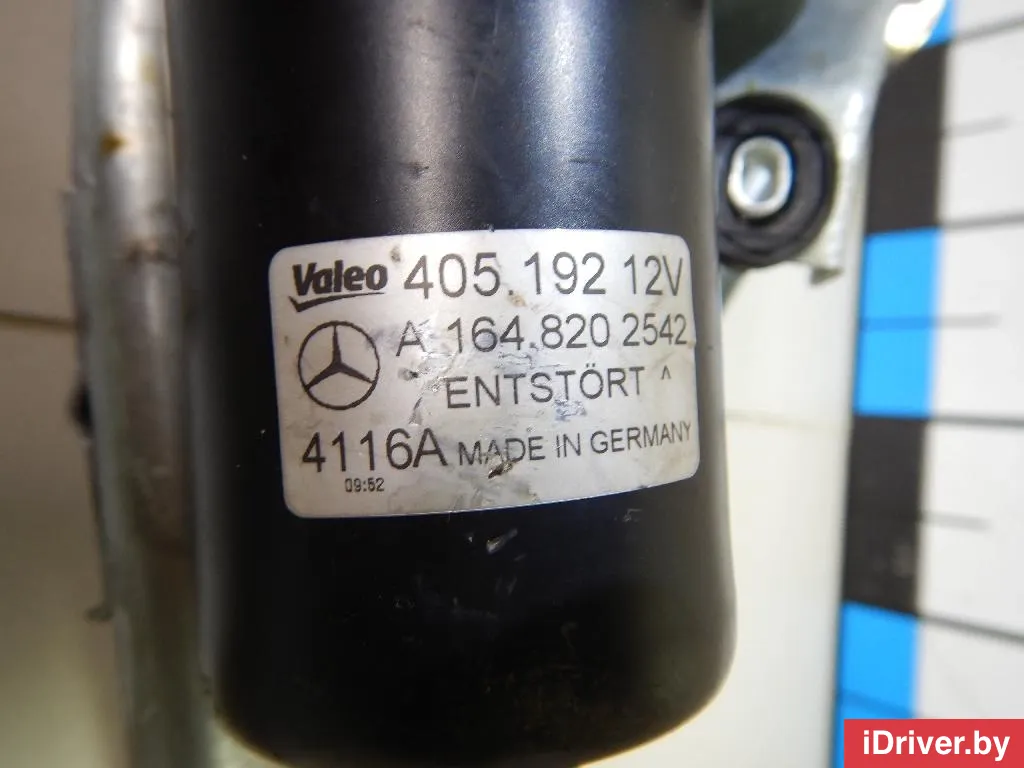 Valeo 405.192 12V
A 164.820 2542
ENTSTÖRT ^
4116A MADE IN GERMANY
09:52
iDriver.by